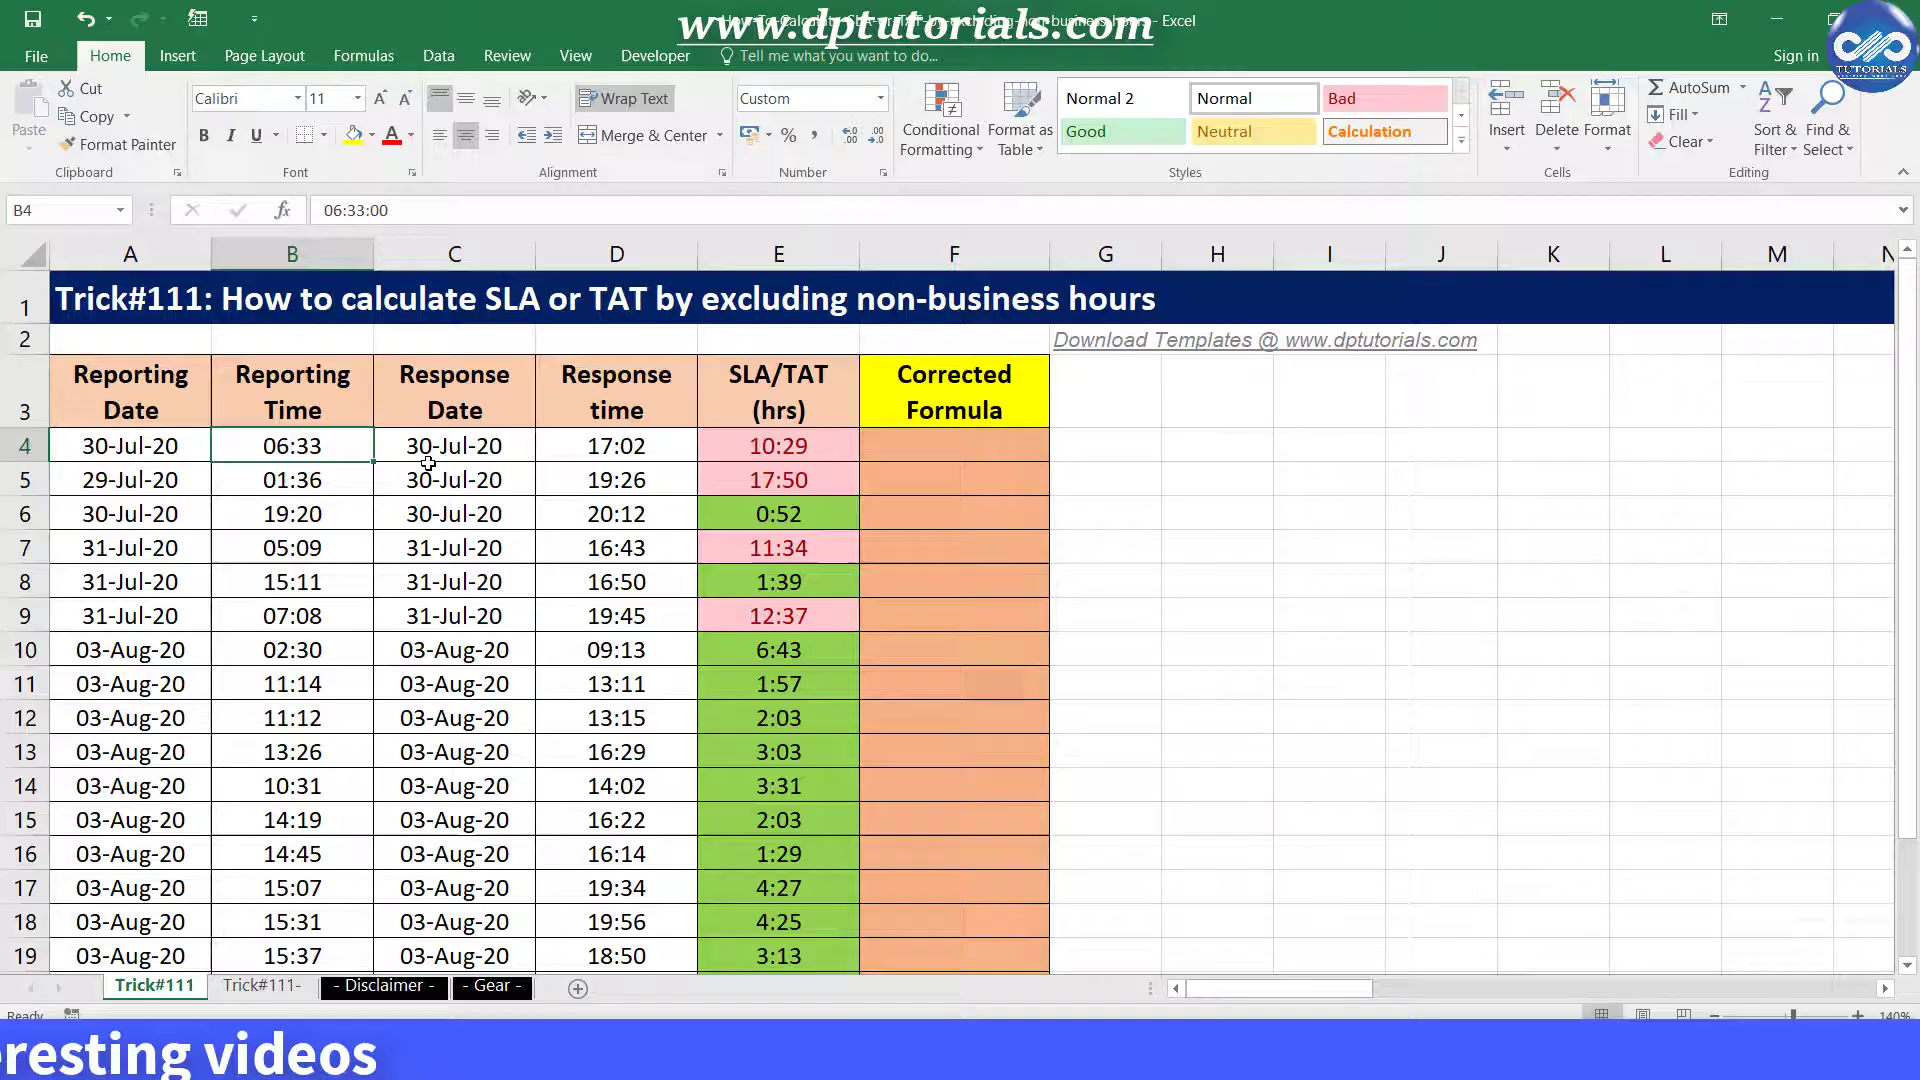 How-To-Calculate-SLA-or-TAT-by-excluding-non-business-hours - Excel
www.dptutorials.com
TUTORIALS
File Home Insert Page Layout Formulas Data Review View Developer Tell me what you want to do... Sign in
Paste Cut Copy Format Painter
Calibri 11 B I U
Wrap Text Merge & Center
Custom %
Conditional Formatting Format as Table
Normal 2 Normal Bad
Good Neutral Calculation
Insert Delete Format
AutoSum Fill Clear Sort & Filter Find & Select
Clipboard Font Alignment Number Styles Cells Editing
B4 fx 06:33:00
A B C D E F G H I J K L M N
1 Trick#111: How to calculate SLA or TAT by excluding non-business hours
2 Download Templates @ www.dptutorials.com
3 Reporting Date Reporting Time Response Date Response time SLA/TAT (hrs) Corrected Formula
4 30-Jul-20 06:33 30-Jul-20 17:02 10:29
5 29-Jul-20 01:36 30-Jul-20 19:26 17:50
6 30-Jul-20 19:20 30-Jul-20 20:12 0:52
7 31-Jul-20 05:09 31-Jul-20 16:43 11:34
8 31-Jul-20 15:11 31-Jul-20 16:50 1:39
9 31-Jul-20 07:08 31-Jul-20 19:45 12:37
10 03-Aug-20 02:30 03-Aug-20 09:13 6:43
11 03-Aug-20 11:14 03-Aug-20 13:11 1:57
12 03-Aug-20 11:12 03-Aug-20 13:15 2:03
13 03-Aug-20 13:26 03-Aug-20 16:29 3:03
14 03-Aug-20 10:31 03-Aug-20 14:02 3:31
15 03-Aug-20 14:19 03-Aug-20 16:22 2:03
16 03-Aug-20 14:45 03-Aug-20 16:14 1:29
17 03-Aug-20 15:07 03-Aug-20 19:34 4:27
18 03-Aug-20 15:31 03-Aug-20 19:56 4:25
19 03-Aug-20 15:37 03-Aug-20 18:50 3:13
Trick#111 Trick#111- - Disclaimer - - Gear -
Ready 140%
eresting videos